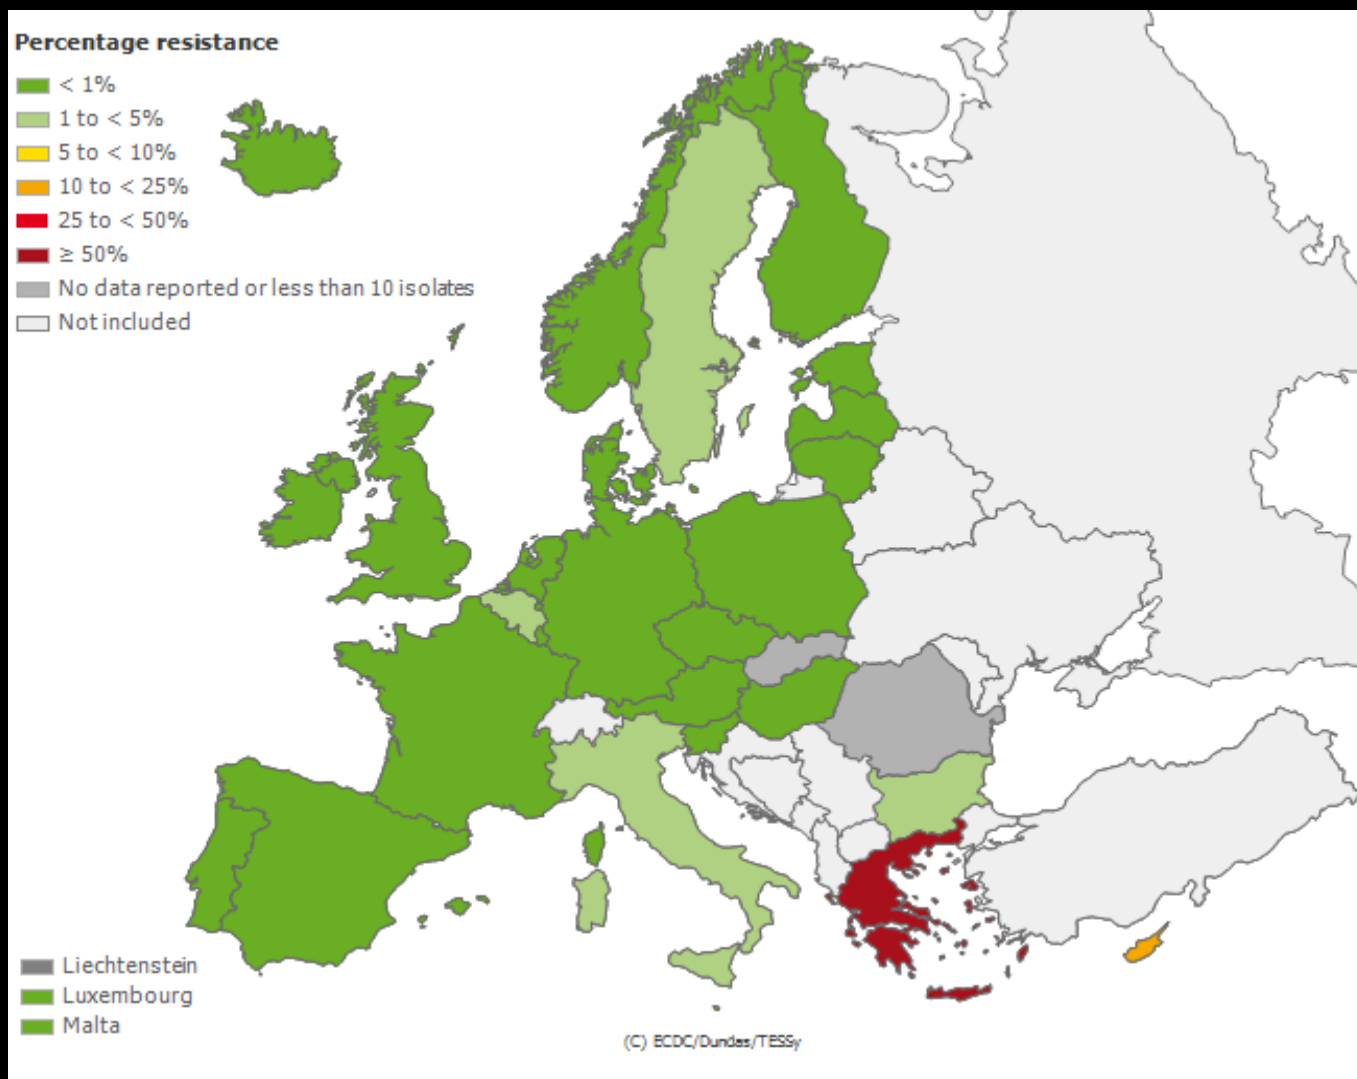 Percentage resistance
< 1%
1 to < 5%
5 to < 10%
10 to < 25%
25 to < 50%
≥ 50%
No data reported or less than 10 isolates
Not included
Liechtenstein
Luxembourg
Malta
(C) ECDC/Dundas/TESSy